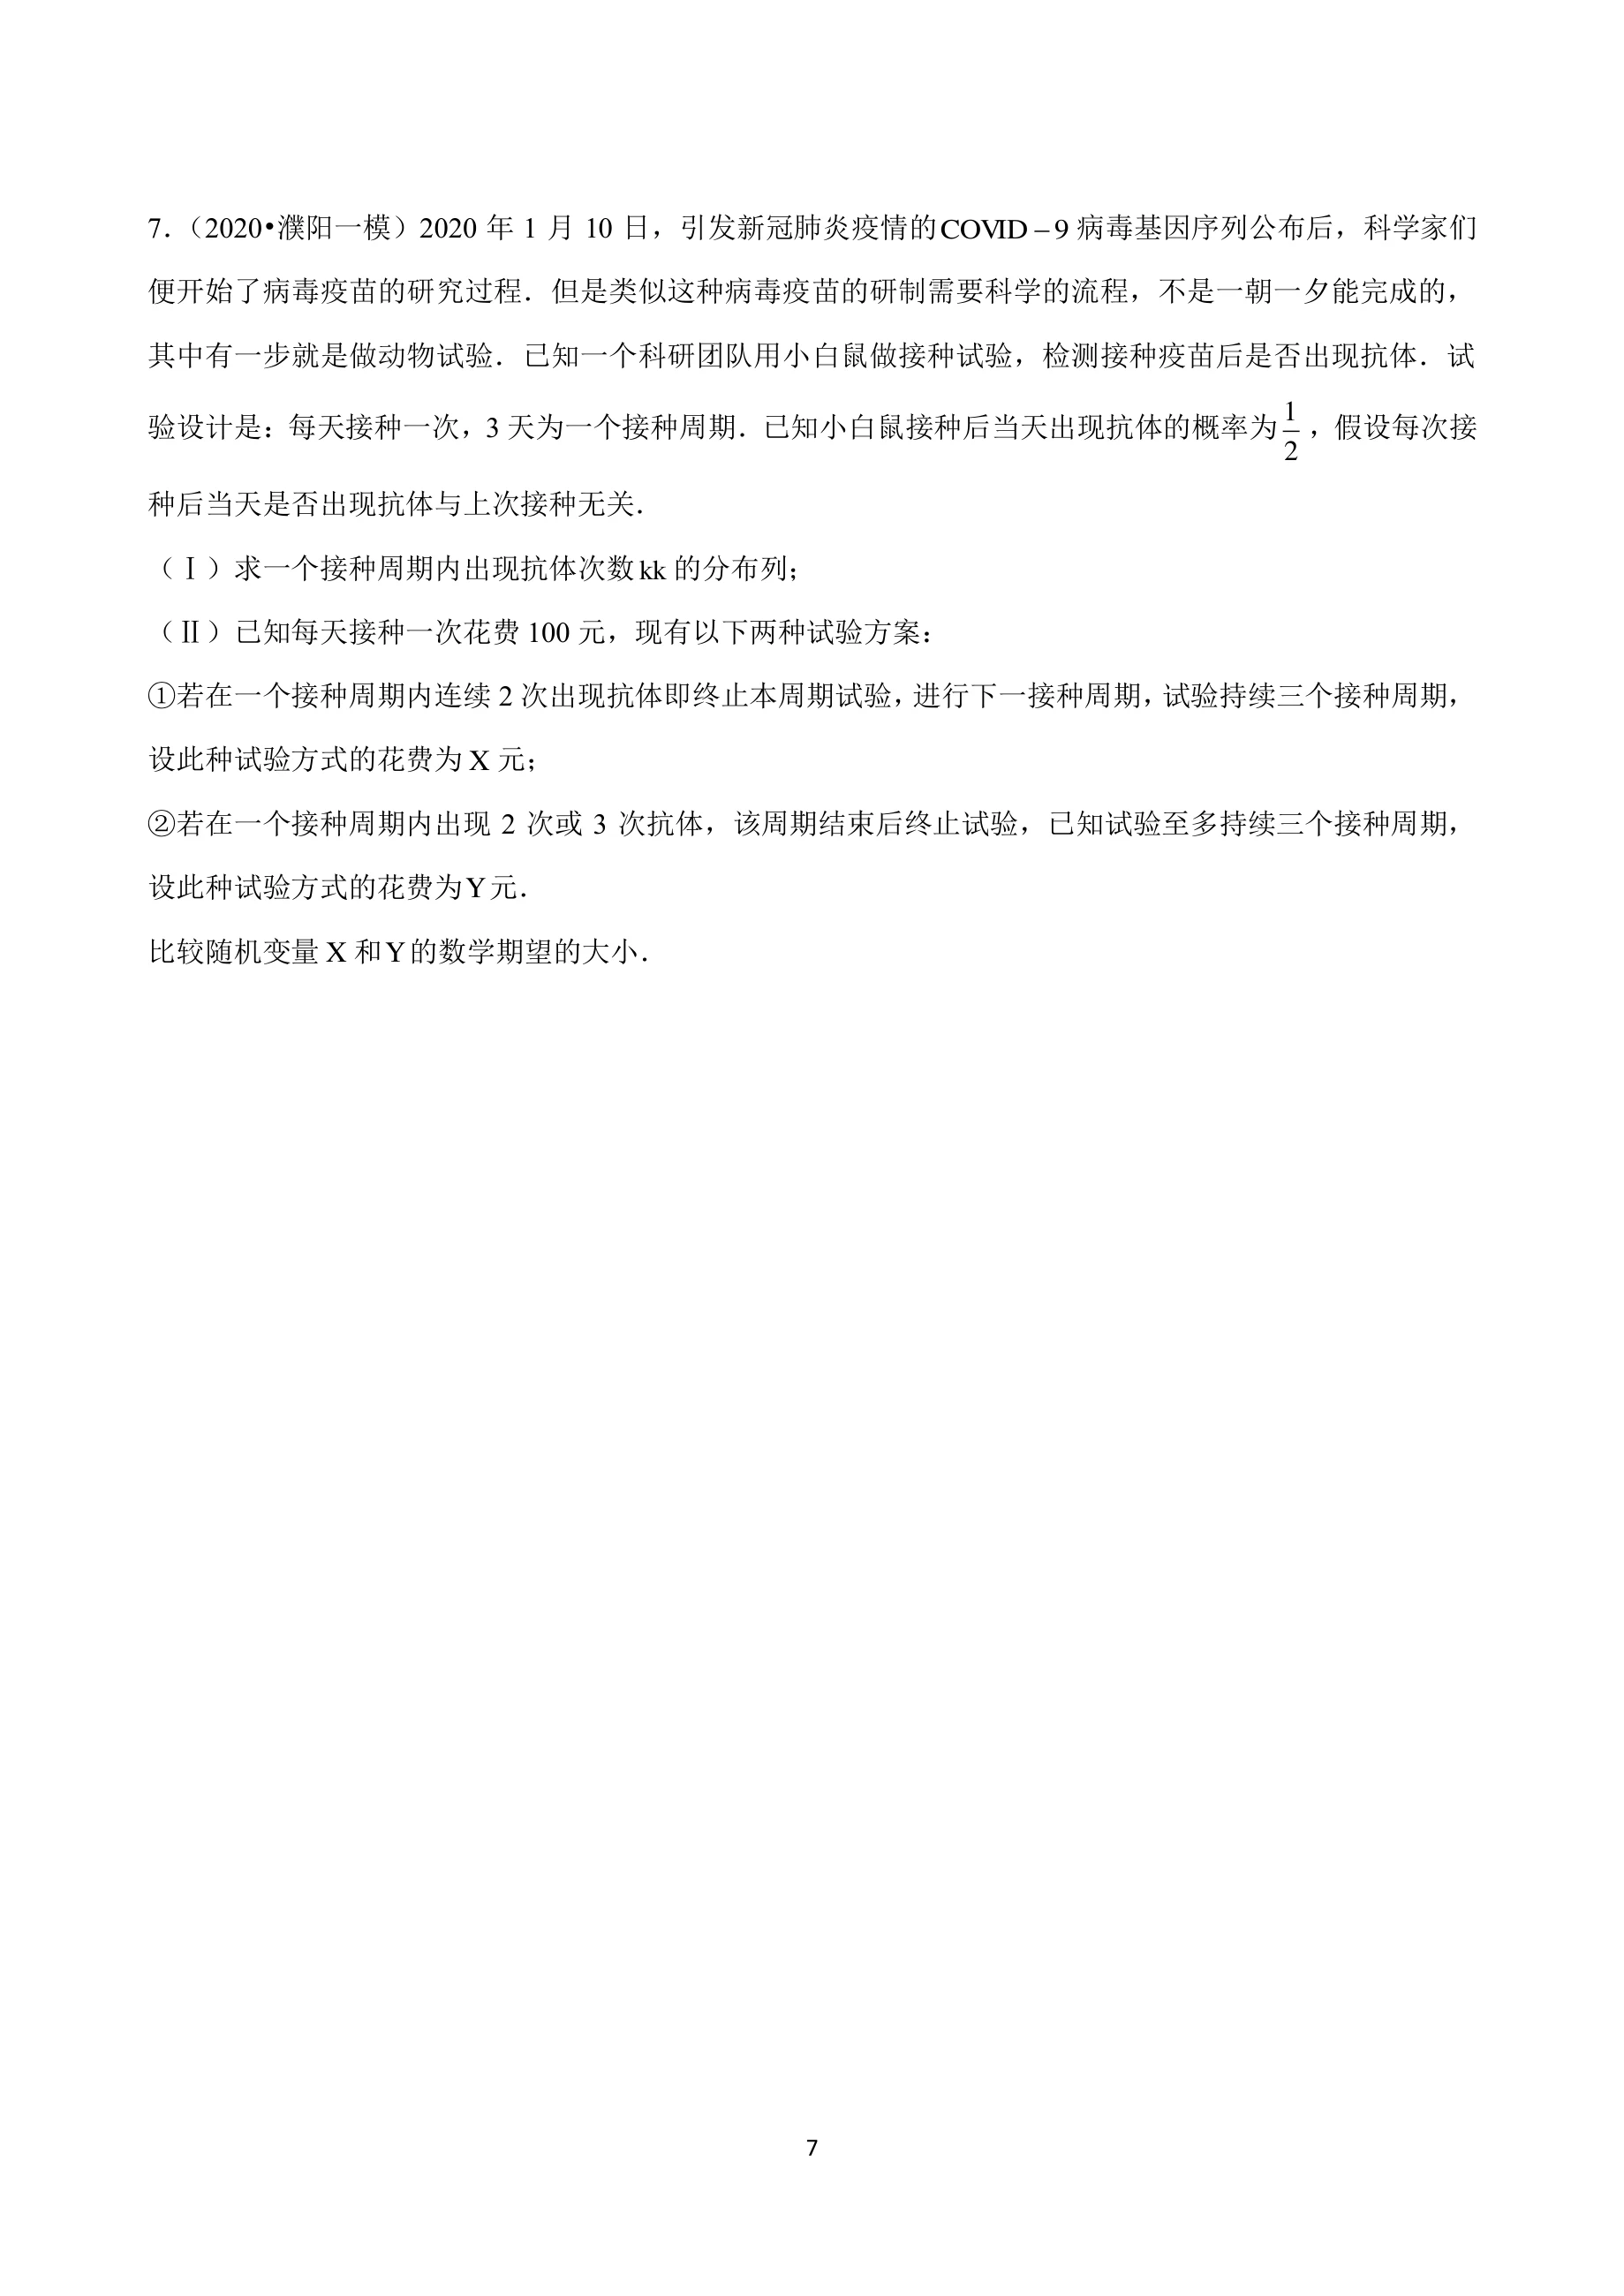 7．（2020•濮阳一模）2020 年 1 月 10 日，引发新冠肺炎疫情的COVID－9 病毒基因序列公布后，科学家们
便开始了病毒疫苗的研究过程．但是类似这种病毒疫苗的研制需要科学的流程，不是一朝一夕能完成的，
其中有一步就是做动物试验．已知一个科研团队用小白鼠做接种试验，检测接种疫苗后是否出现抗体．试
验设计是：每天接种一次，3 天为一个接种周期．已知小白鼠接种后当天出现抗体的概率为 1/2 ，假设每次接
种后当天是否出现抗体与上次接种无关．
（Ⅰ）求一个接种周期内出现抗体次数 kk 的分布列；
（Ⅱ）已知每天接种一次花费 100 元，现有以下两种试验方案：
①若在一个接种周期内连续 2 次出现抗体即终止本周期试验，进行下一接种周期，试验持续三个接种周期，
设此种试验方式的花费为 X 元；
②若在一个接种周期内出现 2 次或 3 次抗体，该周期结束后终止试验，已知试验至多持续三个接种周期，
设此种试验方式的花费为 Y 元．
比较随机变量 X 和 Y 的数学期望的大小．
7